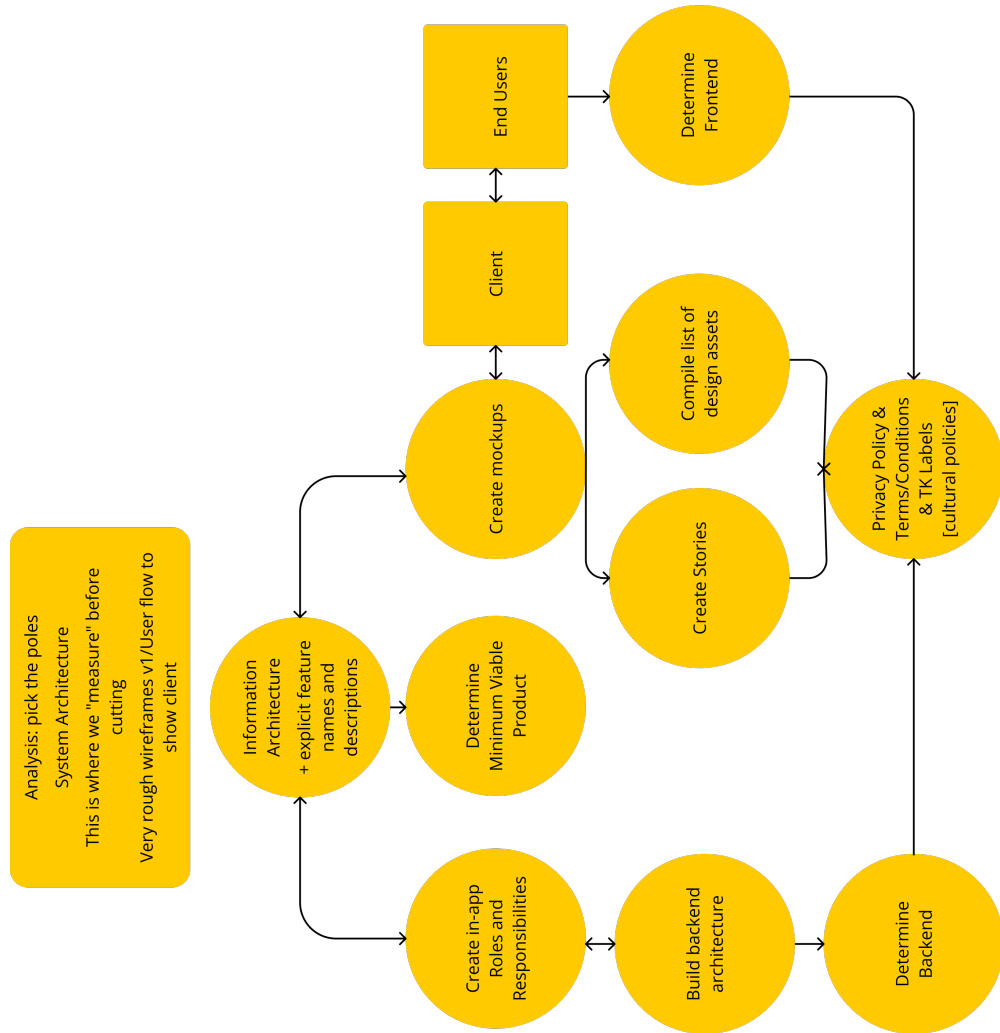 Analysis: pick the poles
System Architecture
This is where we "measure" before
cutting
Very rough wireframes v1/User flow to
show client
Information
Architecture
+ explicit feature
names and
descriptions
Create in-app
Roles and
Responsibilities
Determine
Minimum Viable
Product
Create mockups
Client
End Users
Build backend
architecture
Create Stories
Compile list of
design assets
Determine
Frontend
Determine
Backend
Privacy Policy &
Terms/Conditions
& TK Labels
[cultural policies]